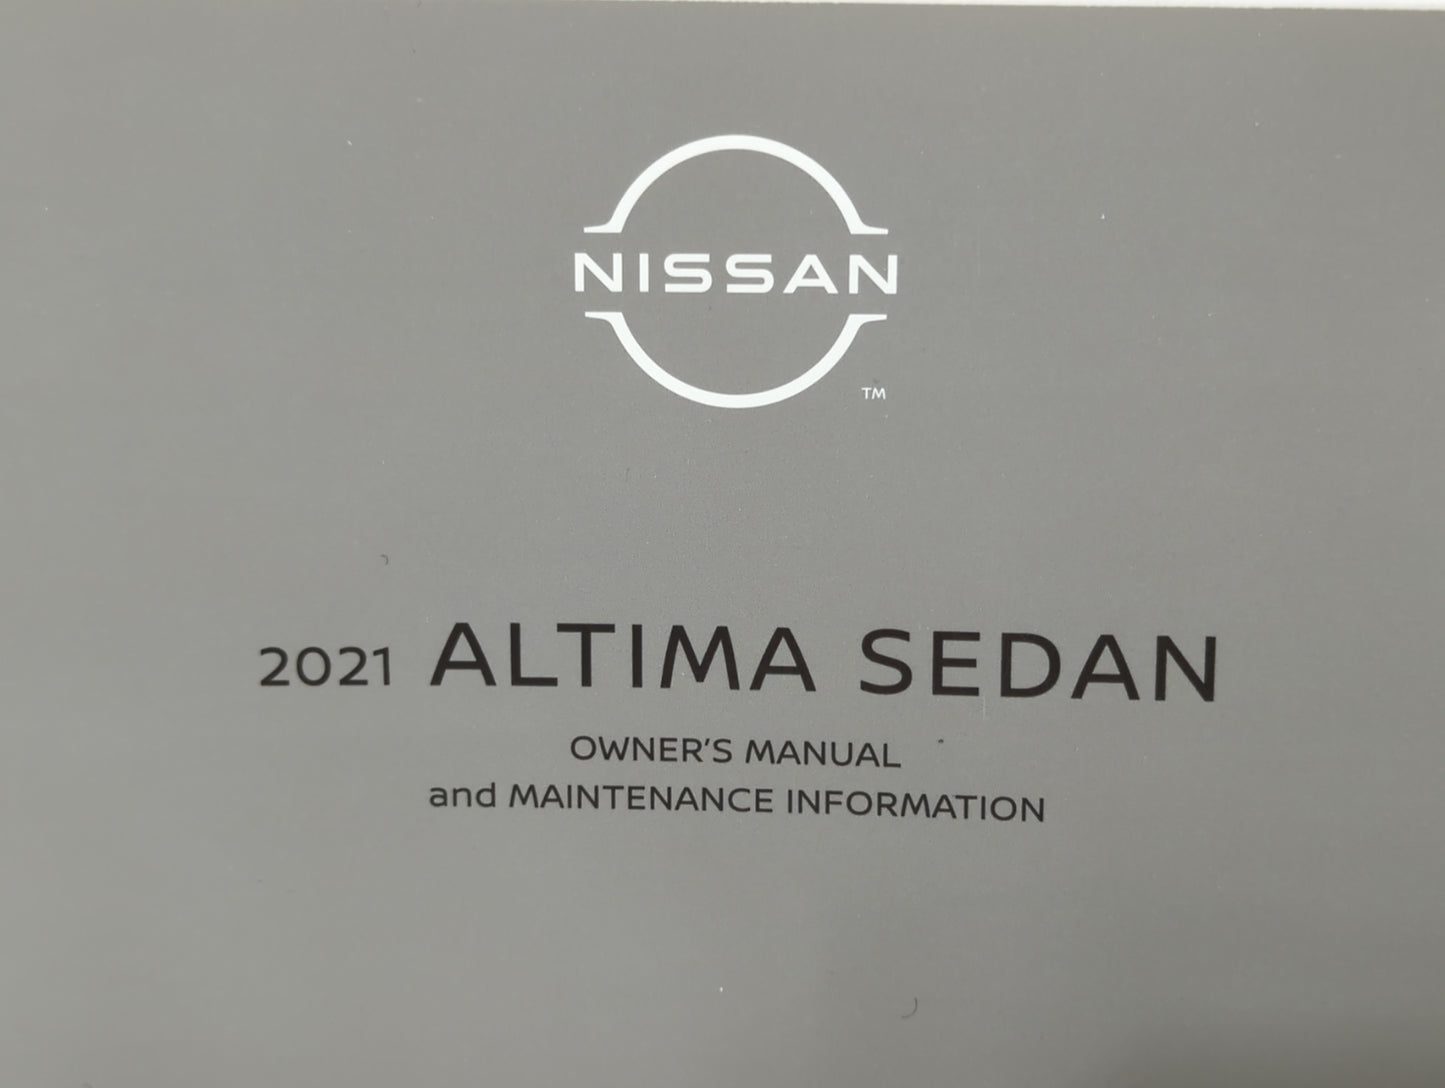 NISSAN
TM
2021 ALTIMA SEDAN
OWNER'S MANUAL
and MAINTENANCE INFORMATION